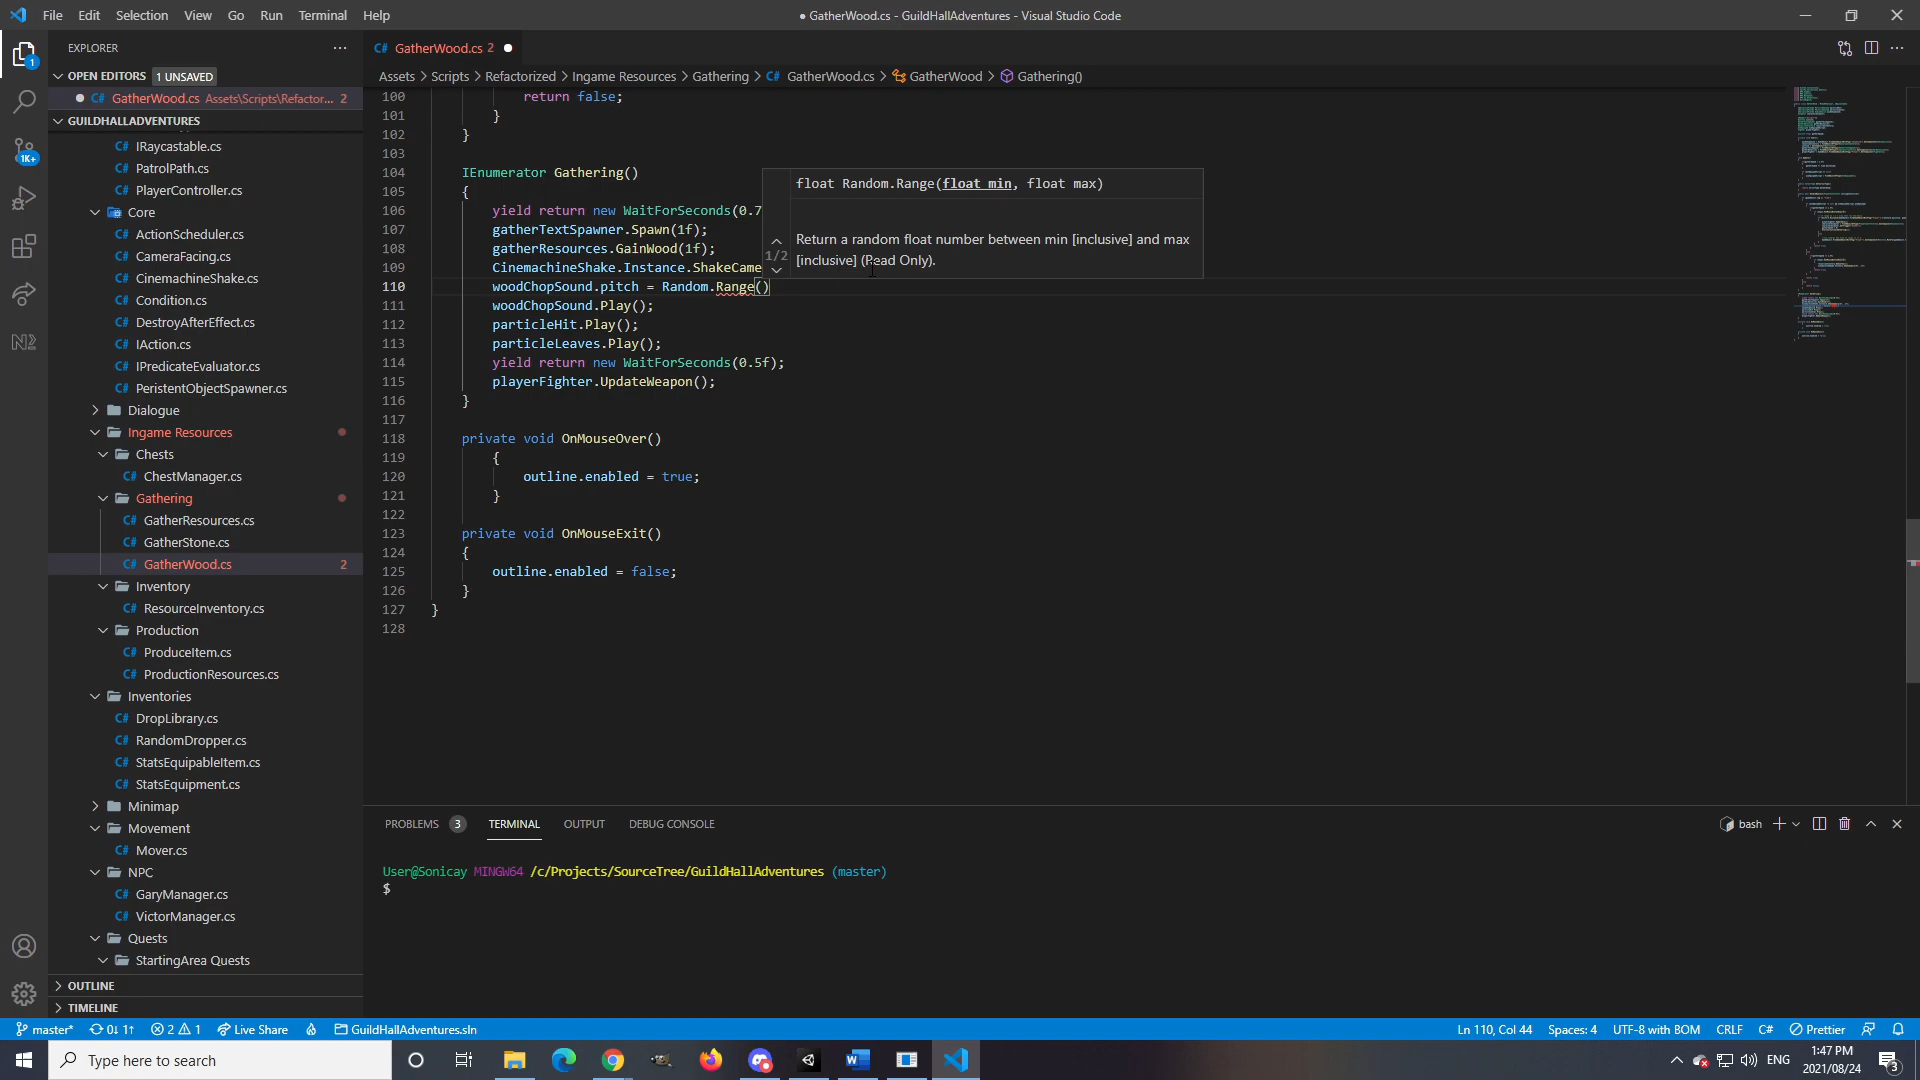 File Edit Selection View Go Run Terminal Help
● GatherWood.cs - GuildHallAdventures - Visual Studio Code
EXPLORER
OPEN EDITORS 1 UNSAVED
C# GatherWood.cs Assets\Scripts\Refactor... 2
GUILDHALLADVENTURES
C# IRaycastable.cs
C# PatrolPath.cs
C# PlayerController.cs
Core
C# ActionScheduler.cs
C# CameraFacing.cs
C# CinemachineShake.cs
C# Condition.cs
C# DestroyAfterEffect.cs
C# IAction.cs
C# IPredicateEvaluator.cs
C# PeristentObjectSpawner.cs
Dialogue
Ingame Resources
Chests
C# ChestManager.cs
Gathering
C# GatherResources.cs
C# GatherStone.cs
C# GatherWood.cs 2
Inventory
C# ResourceInventory.cs
Production
C# ProduceItem.cs
C# ProductionResources.cs
Inventories
C# DropLibrary.cs
C# RandomDropper.cs
C# StatsEquipableItem.cs
C# StatsEquipment.cs
Minimap
Movement
C# Mover.cs
NPC
C# GaryManager.cs
C# VictorManager.cs
Quests
StartingArea Quests
OUTLINE
TIMELINE
1
1K+
C# GatherWood.cs 2
Assets > Scripts > Refactorized > Ingame Resources > Gathering > C# GatherWood.cs > GatherWood > Gathering()
100 return false;
101 }
102 }
103
104 IEnumerator Gathering()
105 {
106 yield return new WaitForSeconds(0.7
107 gatherTextSpawner.Spawn(1f);
108 gatherResources.GainWood(1f);
109 CinemachineShake.Instance.ShakeCame
110 woodChopSound.pitch = Random.Range()
111 woodChopSound.Play();
112 particleHit.Play();
113 particleLeaves.Play();
114 yield return new WaitForSeconds(0.5f);
115 playerFighter.UpdateWeapon();
116 }
117
118 private void OnMouseOver()
119 {
120 outline.enabled = true;
121 }
122
123 private void OnMouseExit()
124 {
125 outline.enabled = false;
126 }
127 }
128
float Random.Range(float min, float max)
1/2
Return a random float number between min [inclusive] and max
[inclusive] (Read Only).
PROBLEMS 3 TERMINAL OUTPUT DEBUG CONSOLE
bash
User@Sonicay MINGW64 /c/Projects/SourceTree/GuildHallAdventures (master)
$
master* 0↓ 1↑ 2 1 Live Share GuildHallAdventures.sln
Ln 110, Col 44 Spaces: 4 UTF-8 with BOM CRLF C# Prettier
Type here to search
ENG
1:47 PM
2021/08/24
3